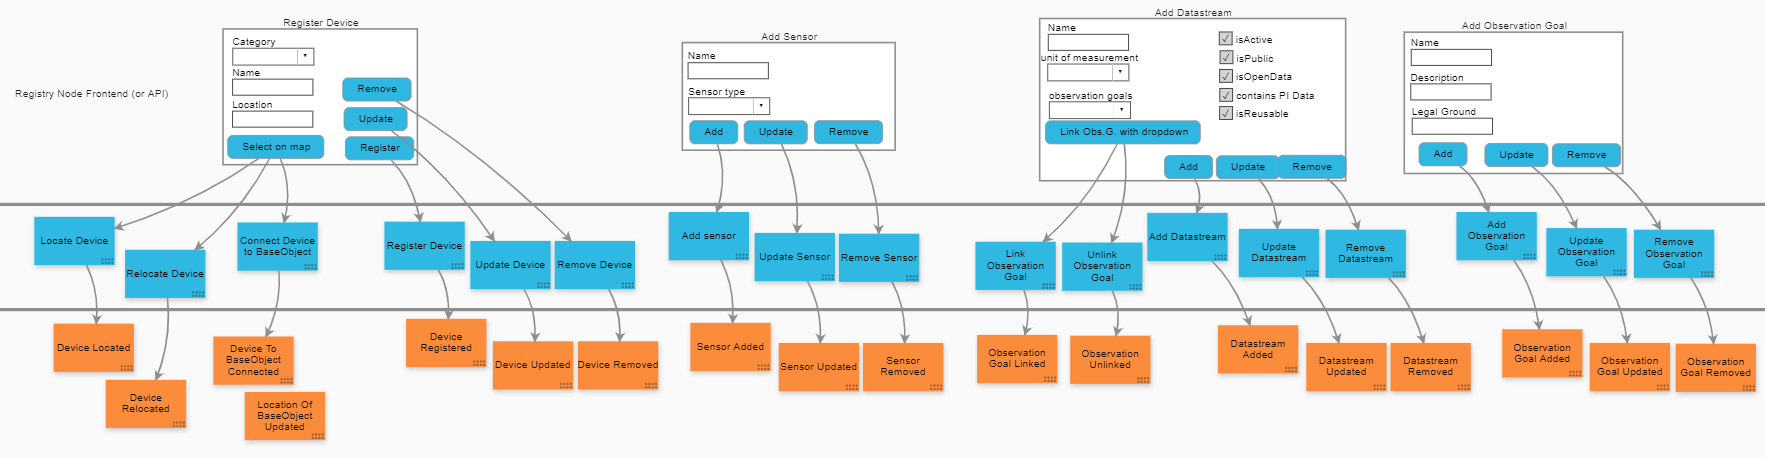 Registry Node Frontend (or API)
Register Device
Category
Name
Location
Remove
Update
Select on map
Register
Add Sensor
Name
Sensor type
Add
Update
Remove
Add Datastream
Name
unit of measurement
observation goals
Link Obs.G. with dropdown
isActive
isPublic
isOpenData
contains PI Data
isReusable
Add
Update
Remove
Add Observation Goal
Name
Description
Legal Ground
Add
Update
Remove
Locate Device
Relocate Device
Connect Device
to BaseObject
Register Device
Update Device
Remove Device
Add sensor
Update Sensor
Remove Sensor
Link
Observation
Goal
Unlink
Observation
Goal
Add Datastream
Update
Datastream
Remove
Datastream
Add
Observation
Goal
Update
Observation
Goal
Remove
Observation
Goal
Device Located
Device
Relocated
Device To
BaseObject
Connected
Location Of
BaseObject
Updated
Device
Registered
Device Updated
Device Removed
Sensor Added
Sensor Updated
Sensor
Removed
Observation
Goal Linked
Observation
Unlinked
Datastream
Added
Datastream
Updated
Datastream
Removed
Observation
Goal Added
Observation
Goal Updated
Observation
Goal Removed